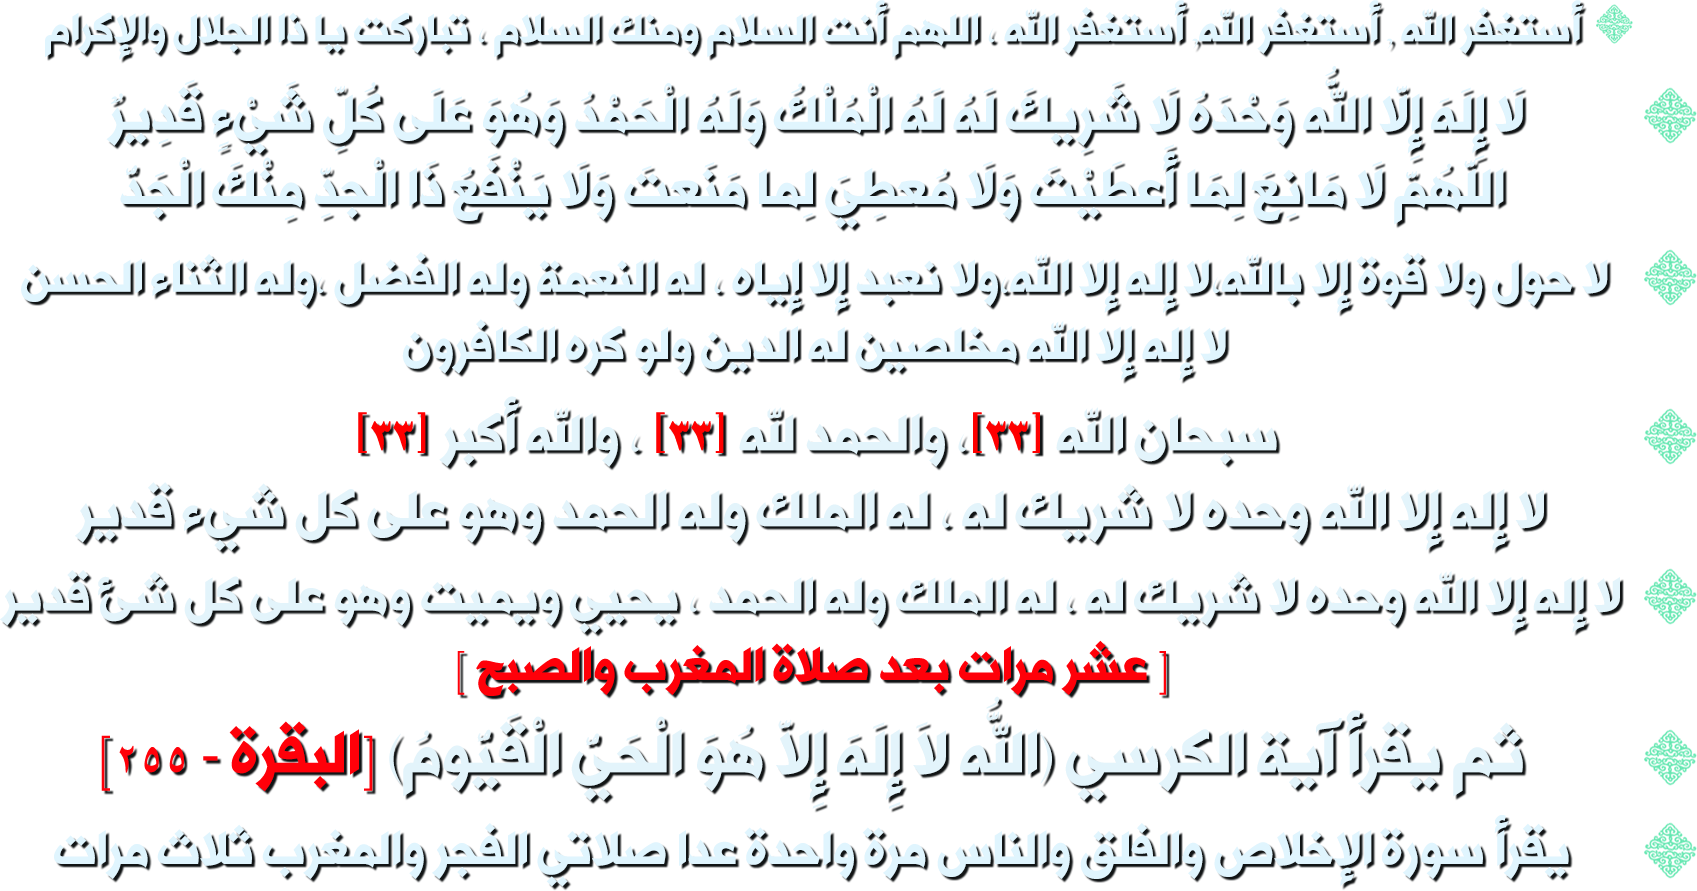 أستغفر الله , أستغفر الله, أستغفر الله ، اللهم أنت السلام ومنك السلام ، تباركت يا ذا الجلال والإكرام
لَا إِلَهَ إِلّا اللَّه وَحْدَهُ لَا شَرِيكَ لَهُ لَهُ الْمُلْكُ وَلَهُ الْحَمْدُ وَهُوَ عَلَى كُلِّ شَيْءٍ قَدِيرٌ
اللَّهُمَّ لَا مَانِعَ لِمَا أَعطَيْتَ وَلَا مُعطِيَ لِما مَنَعتَ وَلَا يَنْفَعُ ذَا الْجدِّ مِنْكَ الْجَدّ
لا حول ولا قوة إلا بالله،لا إله إلا الله،ولا نعبد إلا إياه ، له النعمة وله الفضل ،وله الثناء الحسن
لا إله إلا الله مخلصين له الدين ولو كره الكافرون
سبحان الله [٣٣]، والحمد لله [٣٣] ، والله أكبر [٣٣]
لا إله إلا الله وحده لا شريك له ، له الملك وله الحمد وهو على كل شيء قدير
لا إله إلا الله وحده لا شريك له ، له الملك وله الحمد ، يحيي ويميت وهو على كل شئ قدير
[ عشر مرات بعد صلاة المغرب والصبح ]
ثم يقرأ آية الكرسي (اللَّه لاَ إِلَهَ إِلاّ هُوَ الْحَيّ الْقَيّومُ) [البقرة - ٢٥٥]
يقرأ سورة الإخلاص والفلق والناس مرة واحدة عدا صلاتي الفجر والمغرب ثلاث مرات